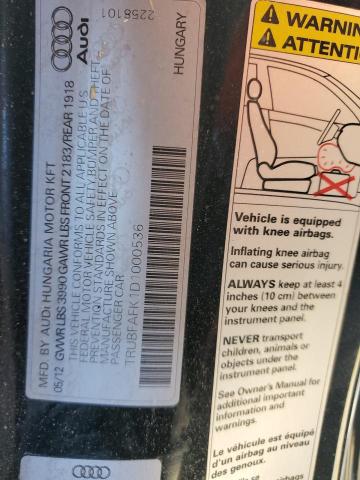 MFD. BY AUDI HUNGARIA MOTOR KFT
05/12 GVWR LBS 3990 GAWR LBS FRONT 2183/REAR 1918
THIS VEHICLE CONFORMS TO ALL APPLICABLE U.S.
FEDERAL MOTOR VEHICLE SAFETY, BUMPER AND THEFT
PREVENTION STANDARDS IN EFFECT ON THE DATE OF
MANUFACTURE SHOWN ABOVE
PASSENGER CAR
TRUBFAFK1D1000536
Audi
2258101
HUNGARY
WARNIN
ATTENTI
Vehicle is equipped
with knee airbags.
Inflating knee airbag
can cause serious injury.
ALWAYS keep at least 4
inches (10 cm) between
your knees and the
instrument panel.
NEVER transport
children, animals or
objects under the
instrument panel.
See Owner's Manual for
additional important
information and
warnings.
Le véhicule est équipé
d'un airbag au niveau
des genoux.